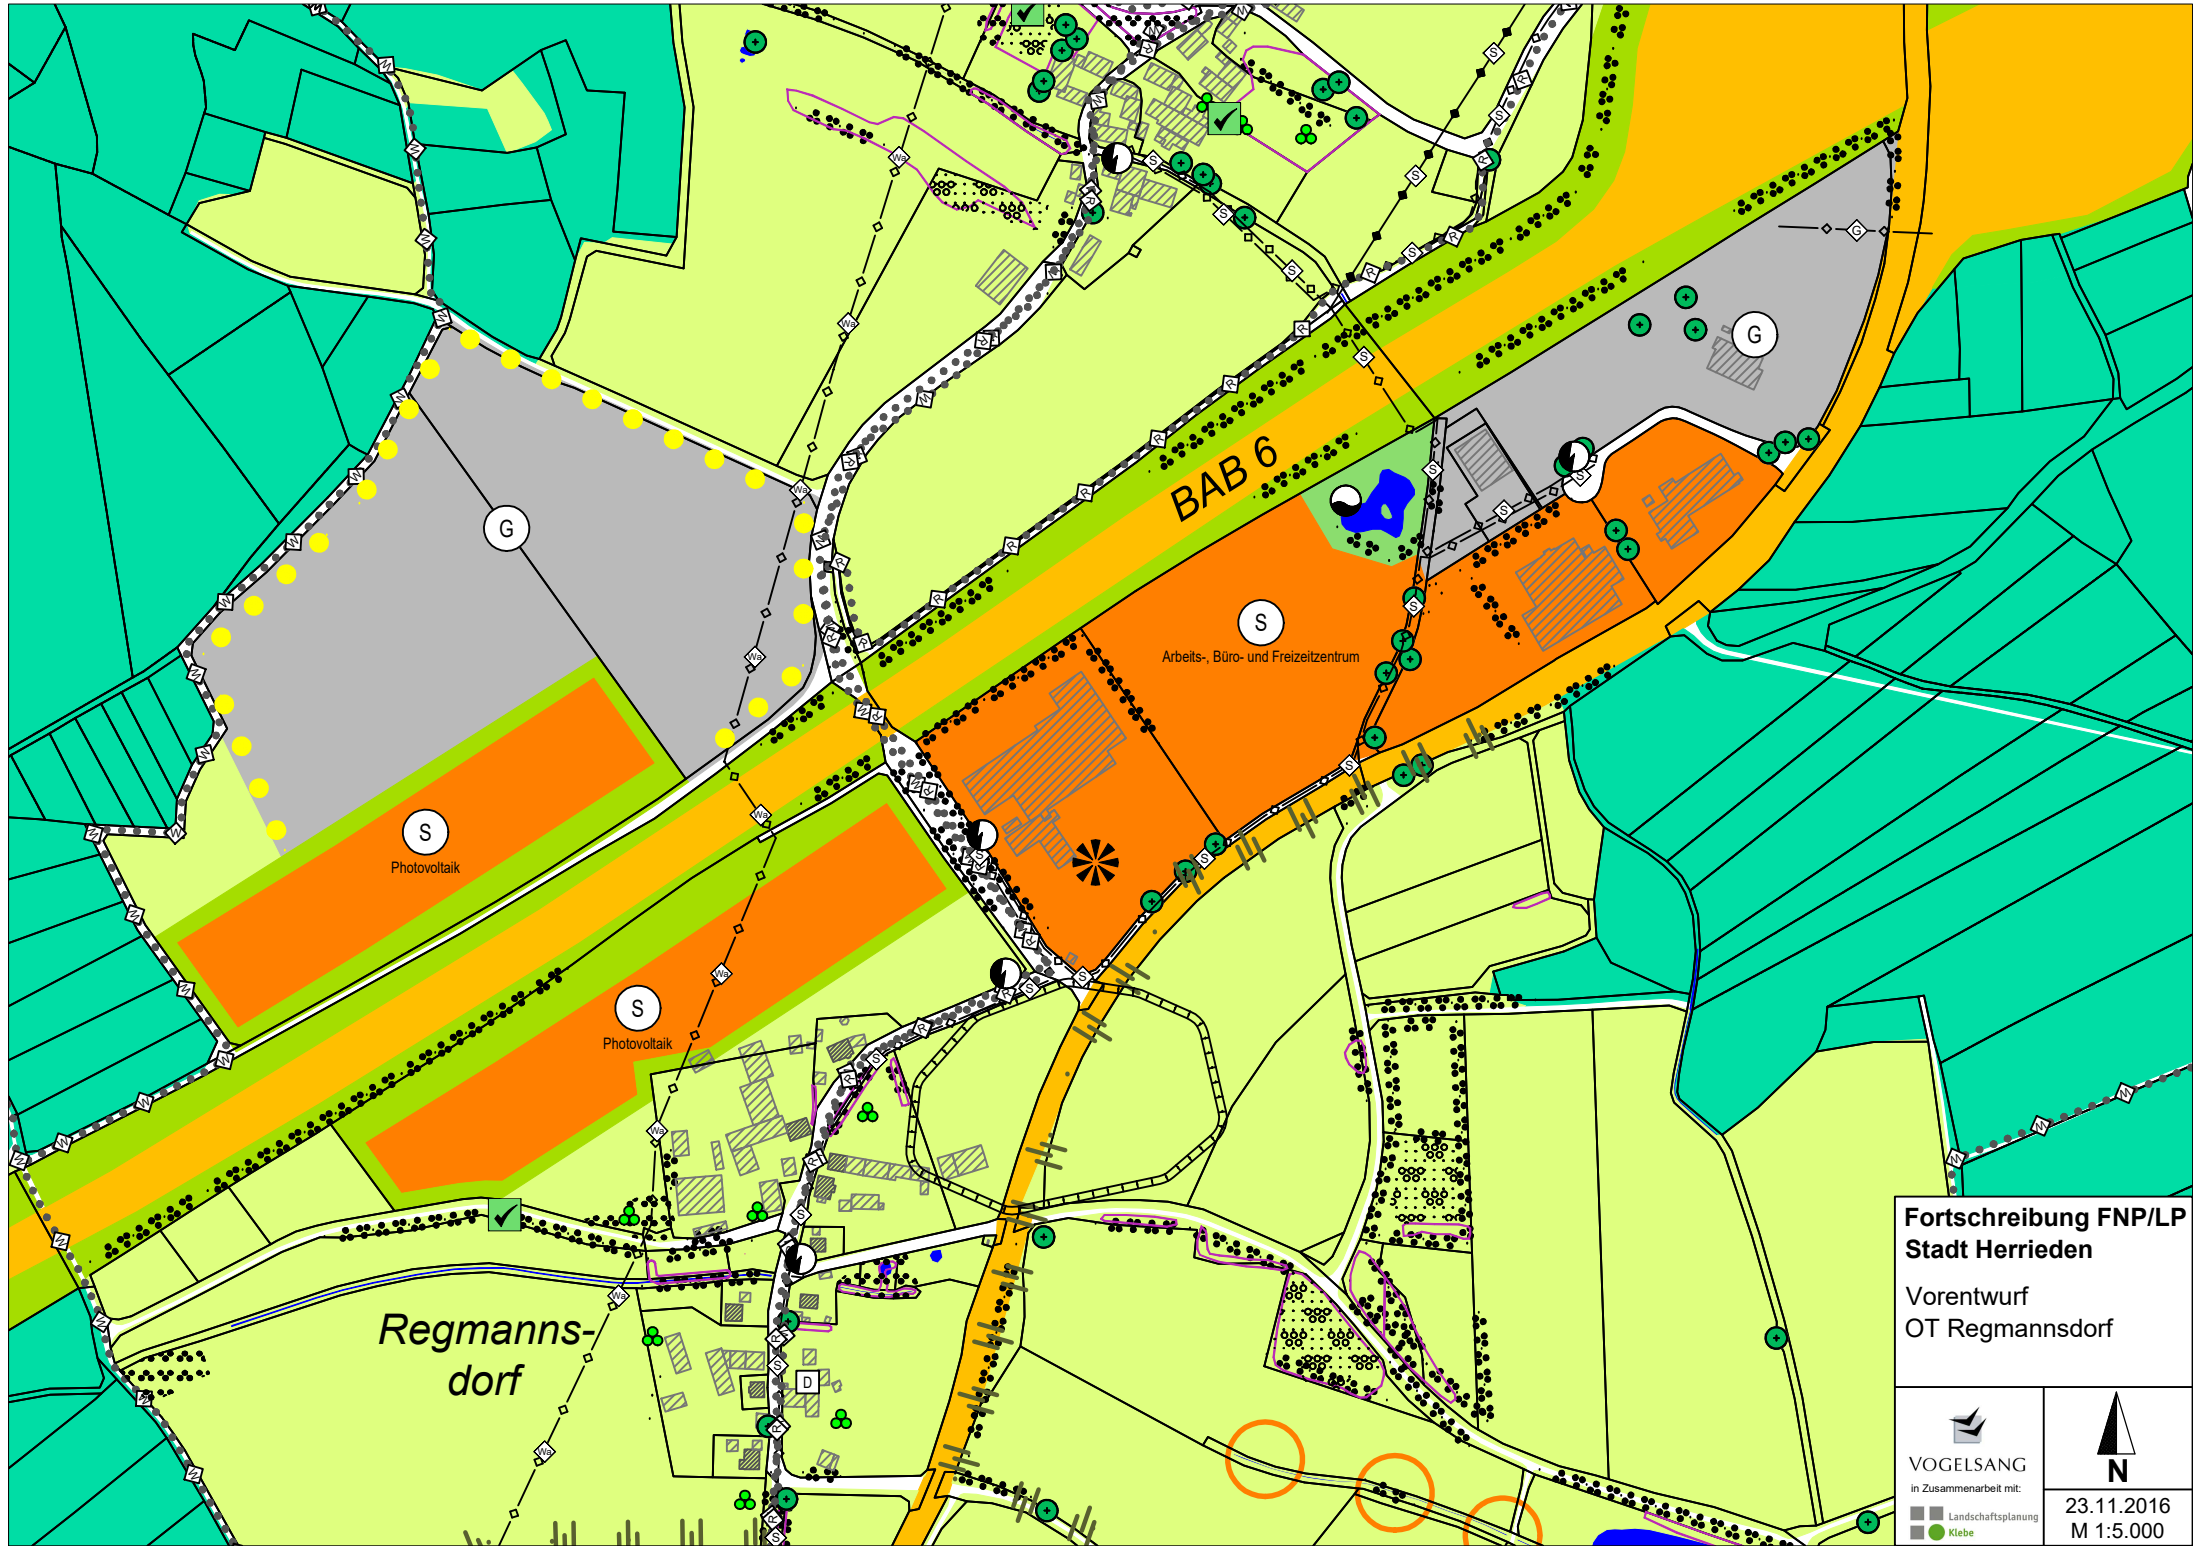 G
G
BAB 6
S
Arbeits-, Büro- und Freizeitzentrum
S
Photovoltaik
S
Photovoltaik
Regmanns-
dorf
D
Fortschreibung FNP/LP
Stadt Herrieden
Vorentwurf
OT Regmannsdorf
VOGELSANG
in Zusammenarbeit mit:
Landschaftsplanung
Klebe
N
23.11.2016
M 1:5.000